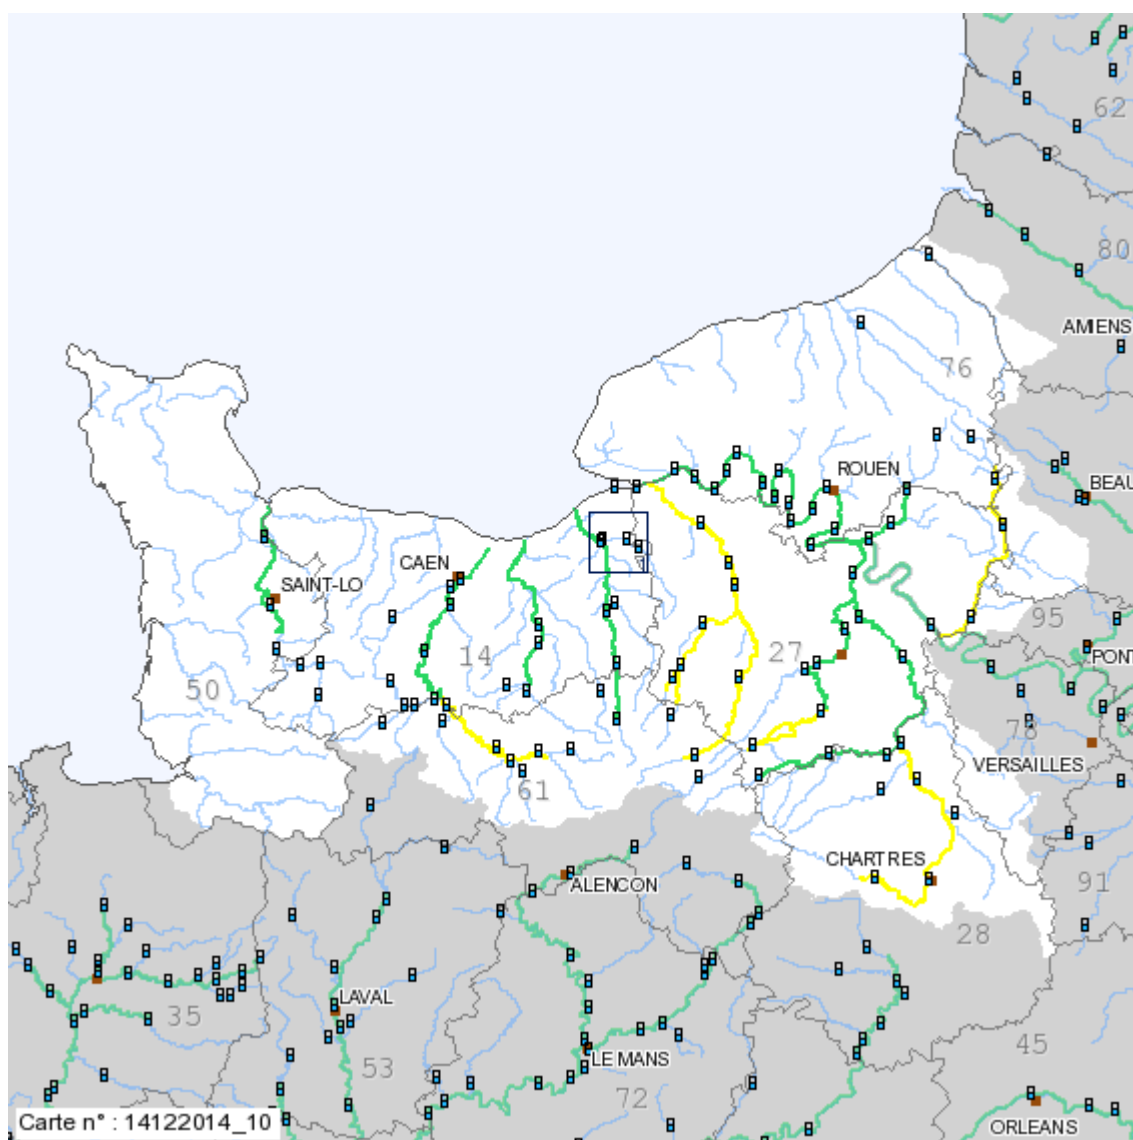 62
80
AMIENS
76
ROUEN
BEAU
CAEN
SAINT-LO
95
14
27
PONT
50
78
VERSAILLES
61
CHARTRES
ALENCON
91
28
LAVAL
35
45
LE MANS
53
72
Carte n° : 14122014_10
ORLEANS